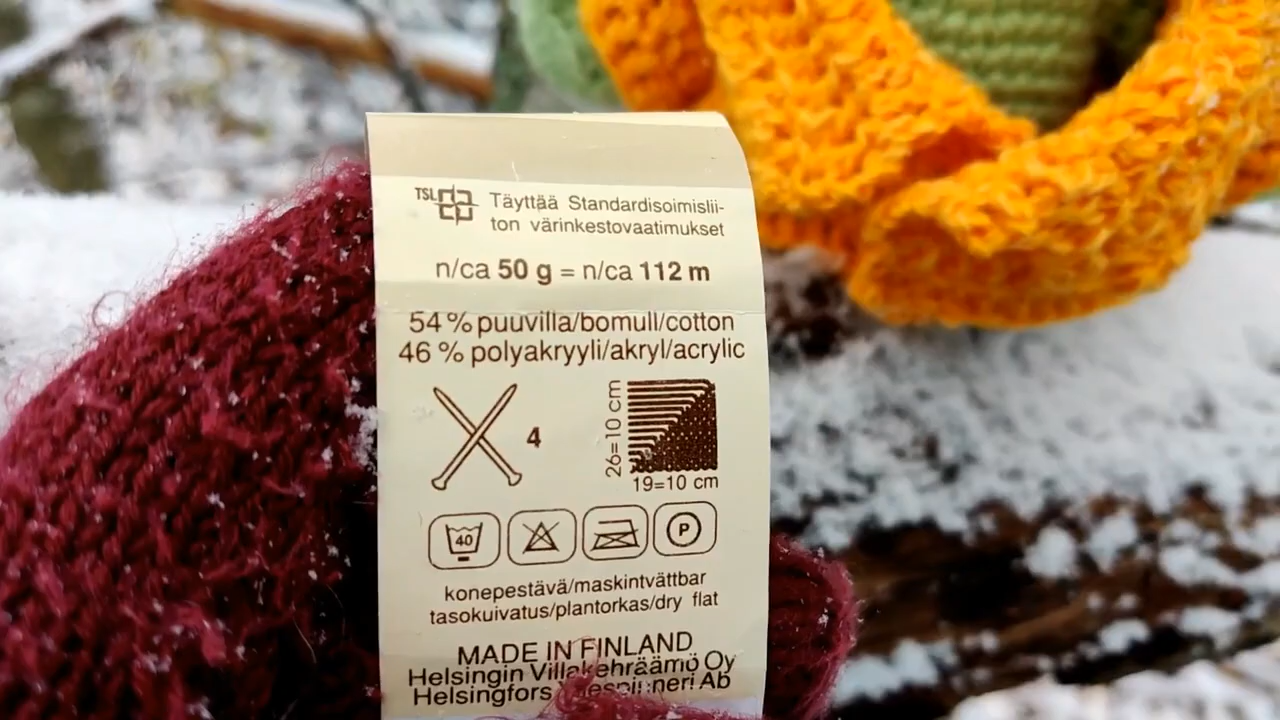 TSL
Täyttää Standardisoimislii-
ton värinkestovaatimukset
n/ca 50 g = n/ca 112 m
54 % puuvilla/bomull/cotton
46 % polyakryyli/akryl/acrylic
4
26=10 cm
19=10 cm
40
P
konepestävä/maskintvättbar
tasokuivatus/plantorkas/dry flat
MADE IN FINLAND
Helsingin Villakehräämö Oy
Helsingfors Ab